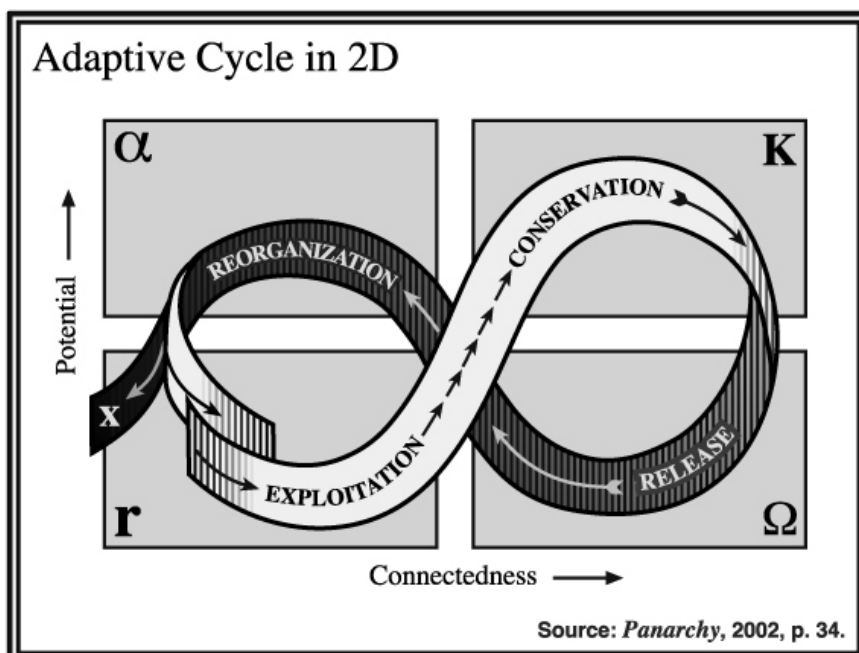 Adaptive Cycle in 2D
α
K
CONSERVATION
REORGANIZATION
Potential
x
EXPLOITATION
RELEASE
r
Ω
Connectedness
Source: Panarchy, 2002, p. 34.